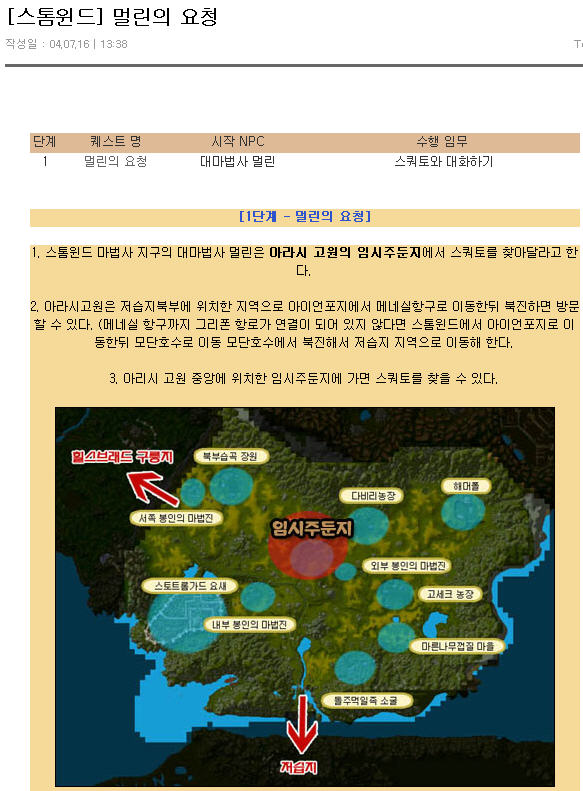 [스톰윈드] 멀린의 요청
작성일 : 04.07.16 | 13:38
단계 퀘스트 명 시작 NPC 수행 임무
1 멀린의 요청 대마법사 멀린 스쿼토와 대화하기
[1단계 - 멀린의 요청]
1. 스톰윈드 마법사 지구의 대마법사 멀린은 아라시 고원의 임시주둔지에서 스쿼토를 찾아달라고 한
다.
2. 아라시고원은 저습지북부에 위치한 지역으로 아이언포지에서 메네실항구로 이동한뒤 북진하면 방문
할 수 있다. (메네실 항구까지 그리폰 항로가 연결이 되어 있지 않다면 스톰윈드에서 아이언포지로 이
동한뒤 모단호수로 이동 모단호수에서 북진해서 저습지 지역으로 이동해 한다.
3. 아리시 고원 중앙에 위치한 임시주둔지에 가면 스쿼토를 찾을 수 있다.
힐스브래드 구릉지
북부습곡 장원
해머폴
다비리농장
서쪽 봉인의 마법진
임시주둔지
외부 봉인의 마법진
스토트롬가드 요새
고세크 농장
내부 봉인의 마법진
마른나무껍질 마을
돌주먹일족 소굴
저습지